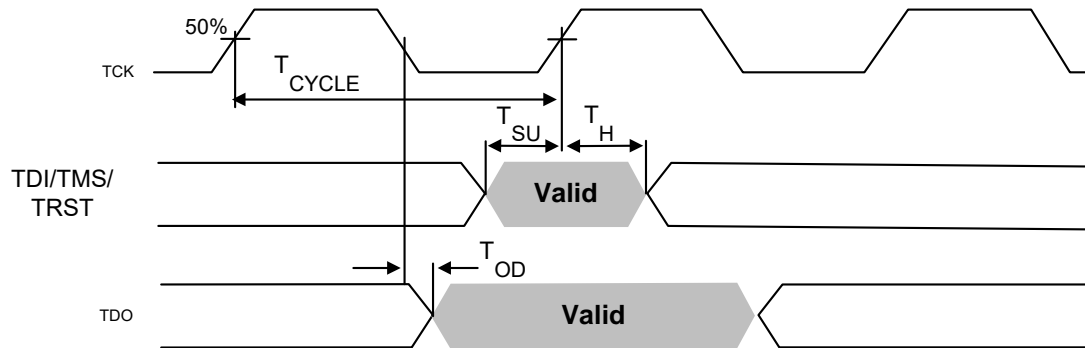 50%
TCK
T
CYCLE
T
SU
T
H
TDI/TMS/
TRST
Valid
T
OD
TDO
Valid